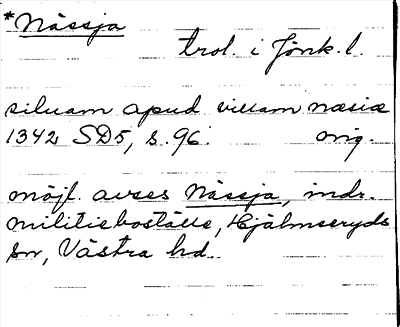 *Nässja
trol. i Jönk. l.
siluam apud villam næsiæ
1342 SD5, s. 96. orig.
möjl. avses Nässja, indr.
militieboställe, Hjälmseryds
sn, Västra hd.